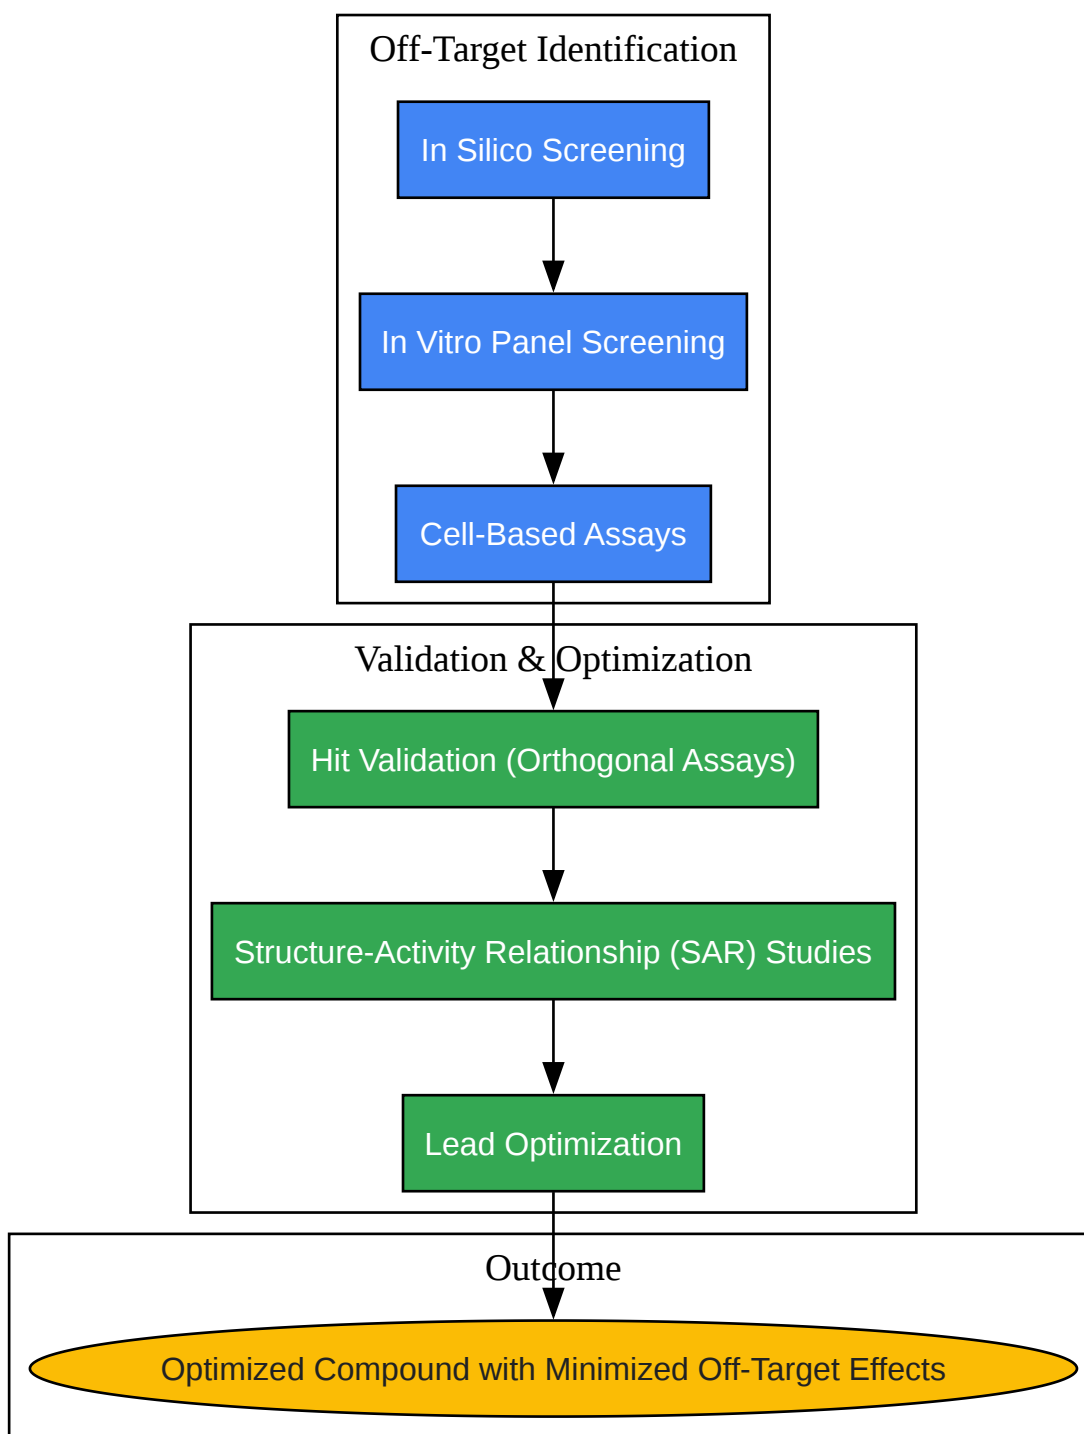 Off-Target Identification
In Silico Screening
In Vitro Panel Screening
Cell-Based Assays
Validation & Optimization
Hit Validation (Orthogonal Assays)
Structure-Activity Relationship (SAR) Studies
Lead Optimization
Outcome
Optimized Compound with Minimized Off-Target Effects